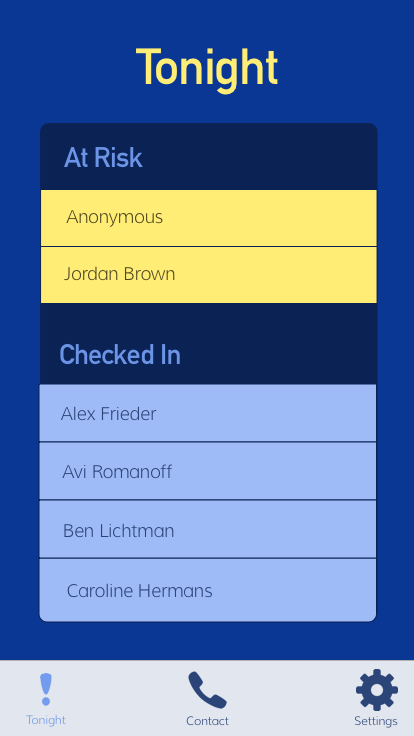 Tonight
At Risk
Anonymous
Jordan Brown
Checked In
Alex Frieder
Avi Romanoff
Ben Lichtman
Caroline Hermans
Tonight
Contact
Settings